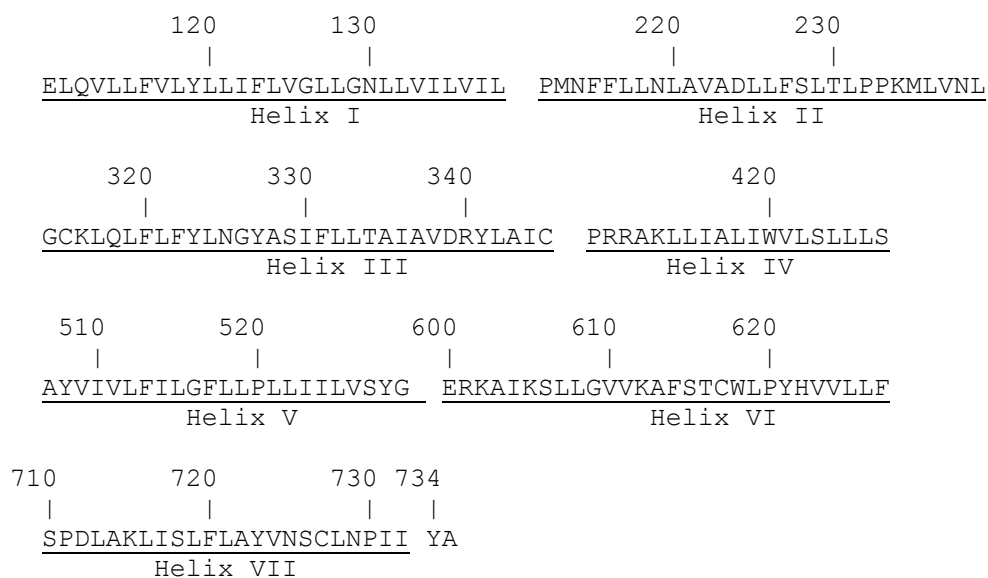 120 130 220 230
| | | |
ELQVLLFVLYLLIFLVGLLGNLLVILVIL PMNFFLLNLAVADLLFSLTLPPKMLVNL
Helix I Helix II
320 330 340 420
| | | |
GCKLQLFLFYLNGYASIFLLTAIAVDRYLAIC PRRAKLLIALIWVLSLLLS
Helix III Helix IV
510 520 600 610 620
| | | | |
AYVIVLFILGFLLPLLIILVSYG ERKAIKSLLGVVKAFSTCWLPYHVVLLF
Helix V Helix VI
710 720 730 734
| | | |
SPDLAKLISLFLAYVNSCLNPII YA
Helix VII